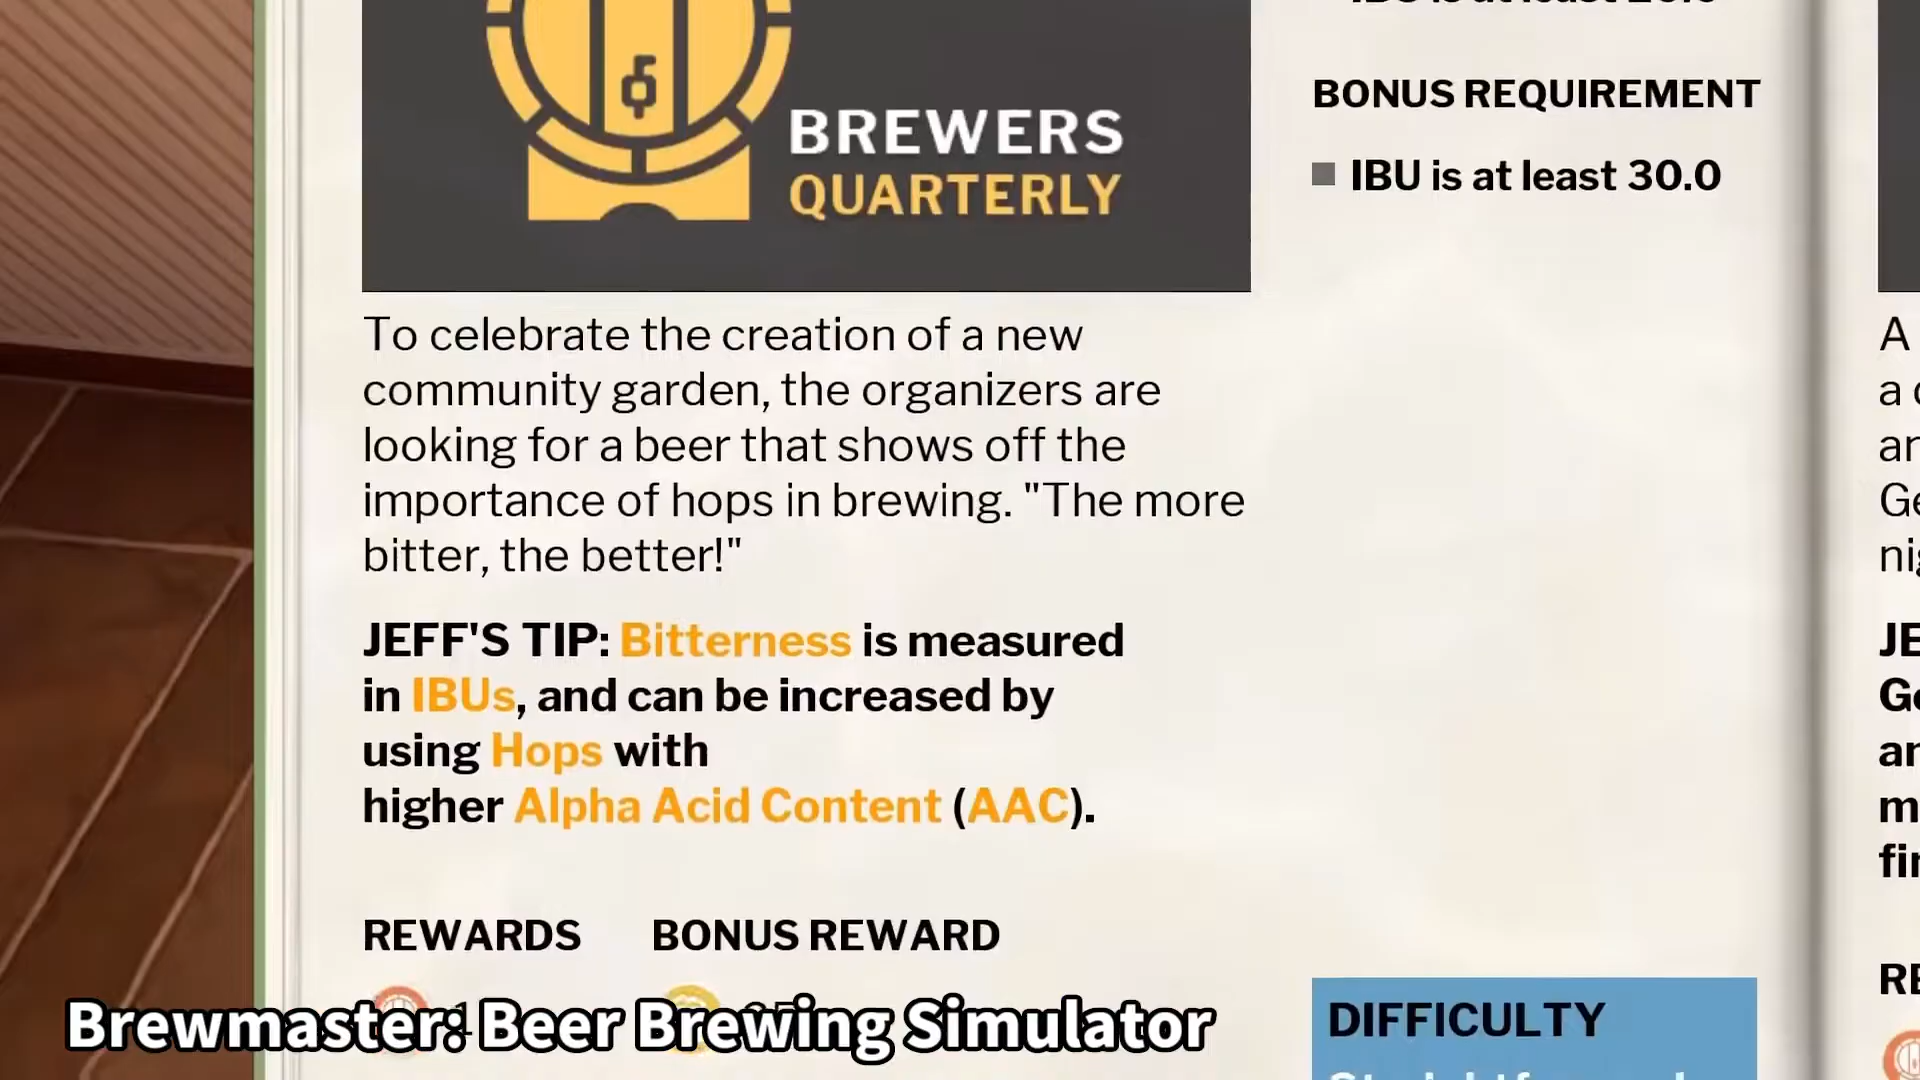 BREWERS
QUARTERLY
To celebrate the creation of a new
community garden, the organizers are
looking for a beer that shows off the
importance of hops in brewing. "The more
bitter, the better!"
JEFF'S TIP: Bitterness is measured
in IBUs, and can be increased by
using Hops with
higher Alpha Acid Content (AAC).
REWARDS
BONUS REWARD
BONUS REQUIREMENT
IBU is at least 30.0
DIFFICULTY
A
a
JE
RE
Brewmaster: Beer Brewing Simulator